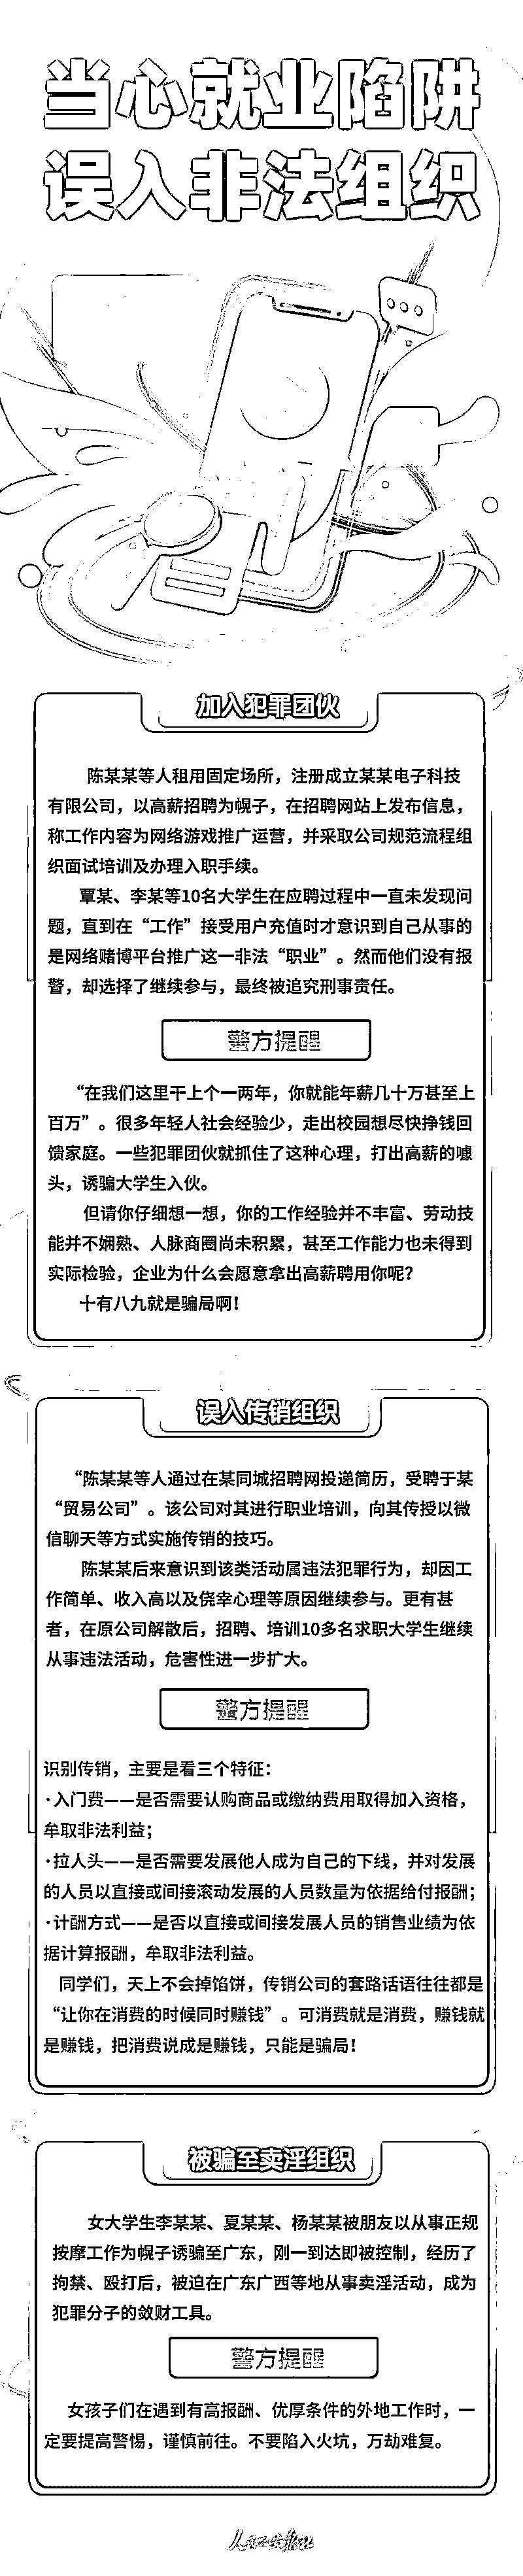 当心就业陷阱
误入非法组织
加入犯罪团伙
陈某某等人租用固定场所，注册成立某某电子科技
有限公司，以高薪招聘为幌子，在招聘网站上发布信息，
称工作内容为网络游戏推广运营，并采取公司规范流程组
织面试培训及办理入职手续。
覃某、李某等10名大学生在应聘过程中一直未发现问
题，直到在“工作”接受用户充值时才意识到自己从事的
是网络赌博平台推广这一非法“职业”。然而他们没有报
警，却选择了继续参与，最终被追究刑事责任。
警方提醒
“在我们这里干上个一两年，你就能年薪几十万甚至上
百万”。很多年轻人社会经验少，走出校园想尽快挣钱回
馈家庭。一些犯罪团伙就抓住了这种心理，打出高薪的噱
头，诱骗大学生入伙。
但请你仔细想一想，你的工作经验并不丰富、劳动技
能并不娴熟、人脉商圈尚未积累，甚至工作能力也未得到
实际检验，企业为什么会愿意拿出高薪聘用你呢？
十有八九就是骗局啊！
误入传销组织
“陈某某等人通过在某同城招聘网投递简历，受聘于某
“贸易公司”。该公司对其进行职业培训，向其传授以微
信聊天等方式实施传销的技巧。
陈某某后来意识到该类活动属违法犯罪行为，却因工
作简单、收入高以及侥幸心理等原因继续参与。更有甚
者，在原公司解散后，招聘、培训10多名求职大学生继续
从事违法活动，危害性进一步扩大。
警方提醒
识别传销，主要是看三个特征：
·入门费——是否需要认购商品或缴纳费用取得加入资格，
牟取非法利益；
·拉人头——是否需要发展他人成为自己的下线，并对发展
的人员以直接或间接滚动发展的人员数量为依据给付报酬；
·计酬方式——是否以直接或间接发展人员的销售业绩为依
据计算报酬，牟取非法利益。
同学们，天上不会掉馅饼，传销公司的套路话语往往都是
“让你在消费的时候同时赚钱”。可消费就是消费，赚钱就
是赚钱，把消费说成是赚钱，只能是骗局！
被骗至卖淫组织
女大学生李某某、夏某某、杨某某被朋友以从事正规
按摩工作为幌子诱骗至广东，刚一到达即被控制，经历了
拘禁、殴打后，被迫在广东广西等地从事卖淫活动，成为
犯罪分子的敛财工具。
警方提醒
女孩子们在遇到有高报酬、优厚条件的外地工作时，一
定要提高警惕，谨慎前往。不要陷入火坑，万劫难复。